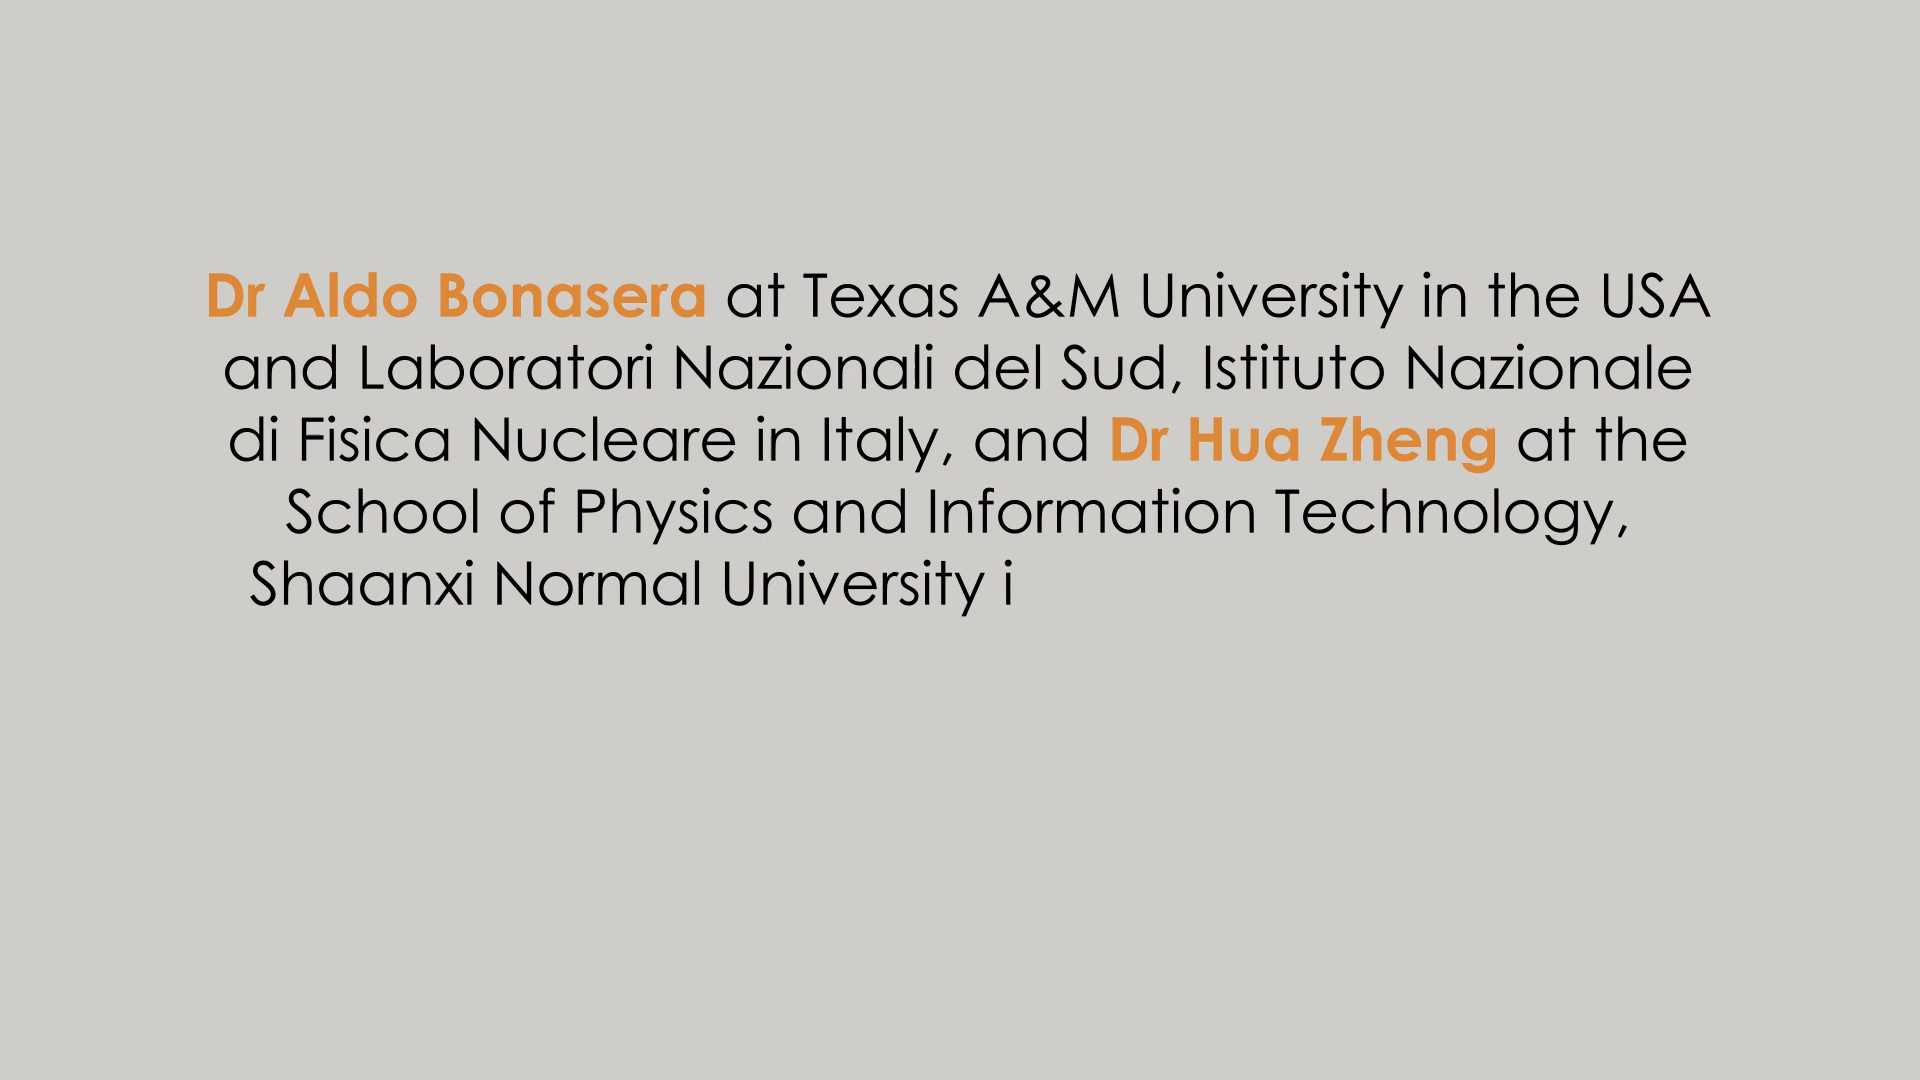 Dr Aldo Bonasera at Texas A&M University in the USA
and Laboratori Nazionali del Sud, Istituto Nazionale
di Fisica Nucleare in Italy, and Dr Hua Zheng at the
School of Physics and Information Technology,
Shaanxi Normal University i